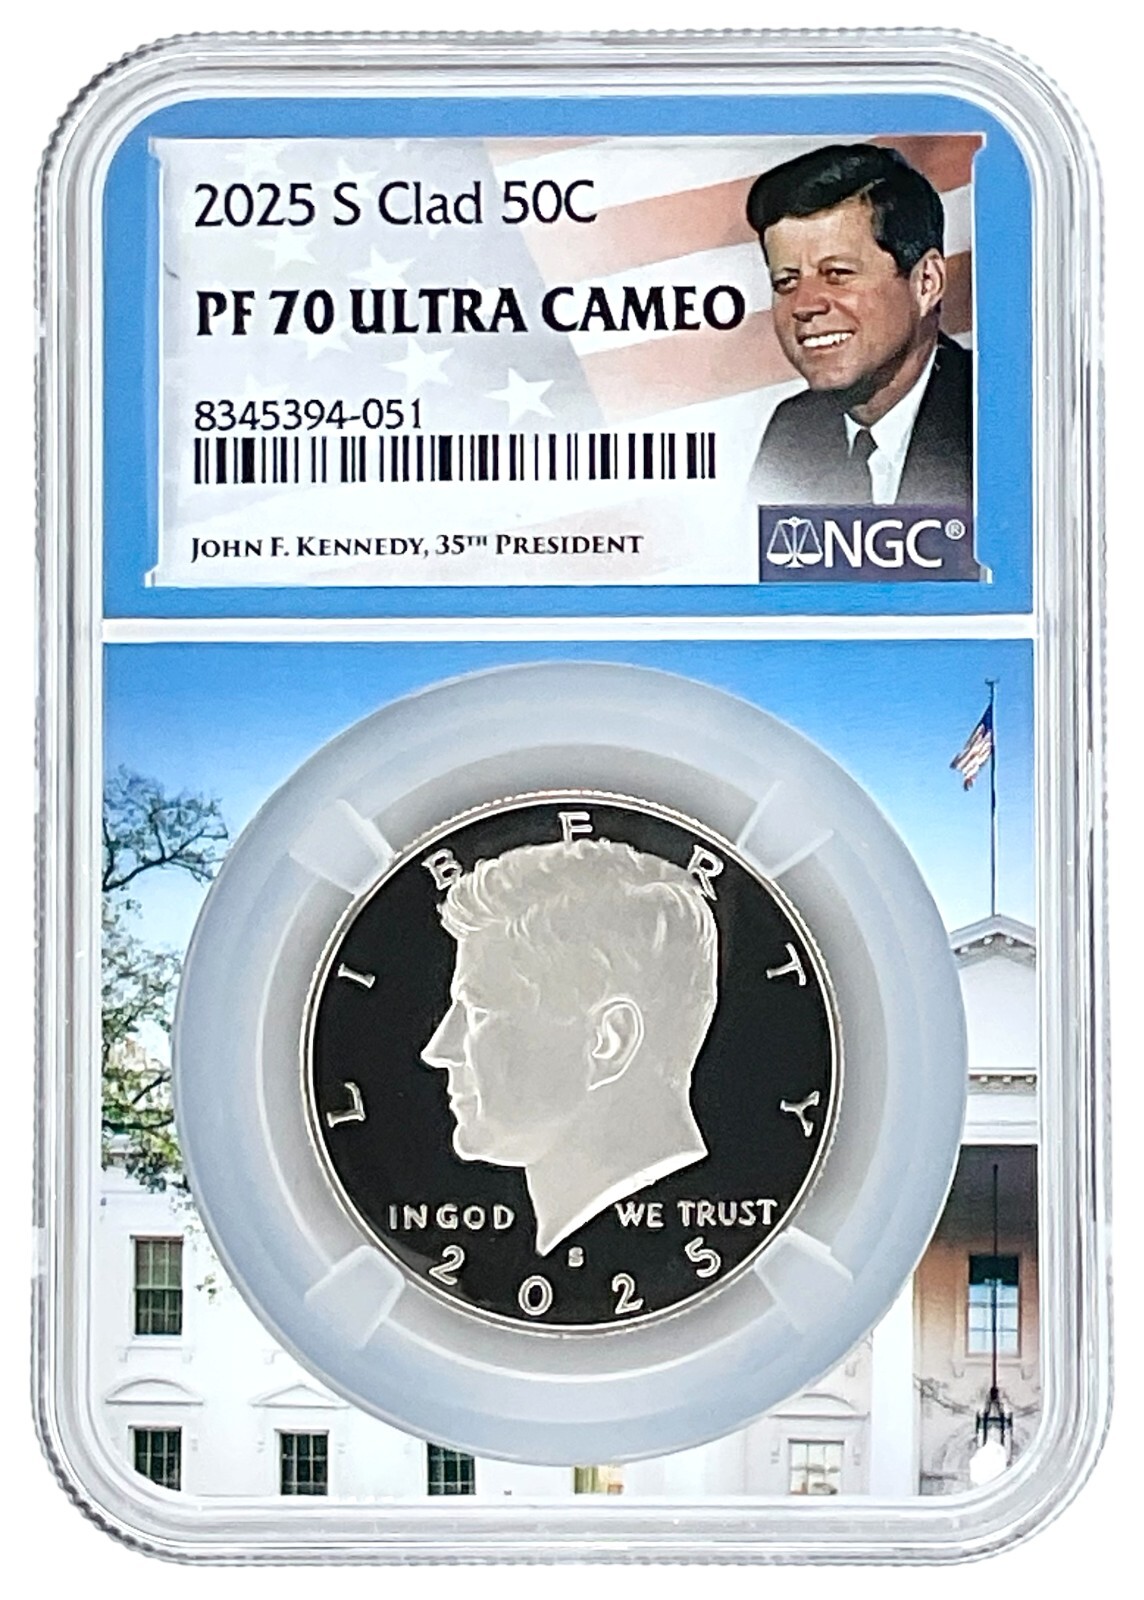 2025 S Clad 50C
PF 70 ULTRA CAMEO
8345394-051
JOHN F. KENNEDY, 35TH PRESIDENT
NGC®
LIBERTY
IN GOD WE TRUST
S
2025